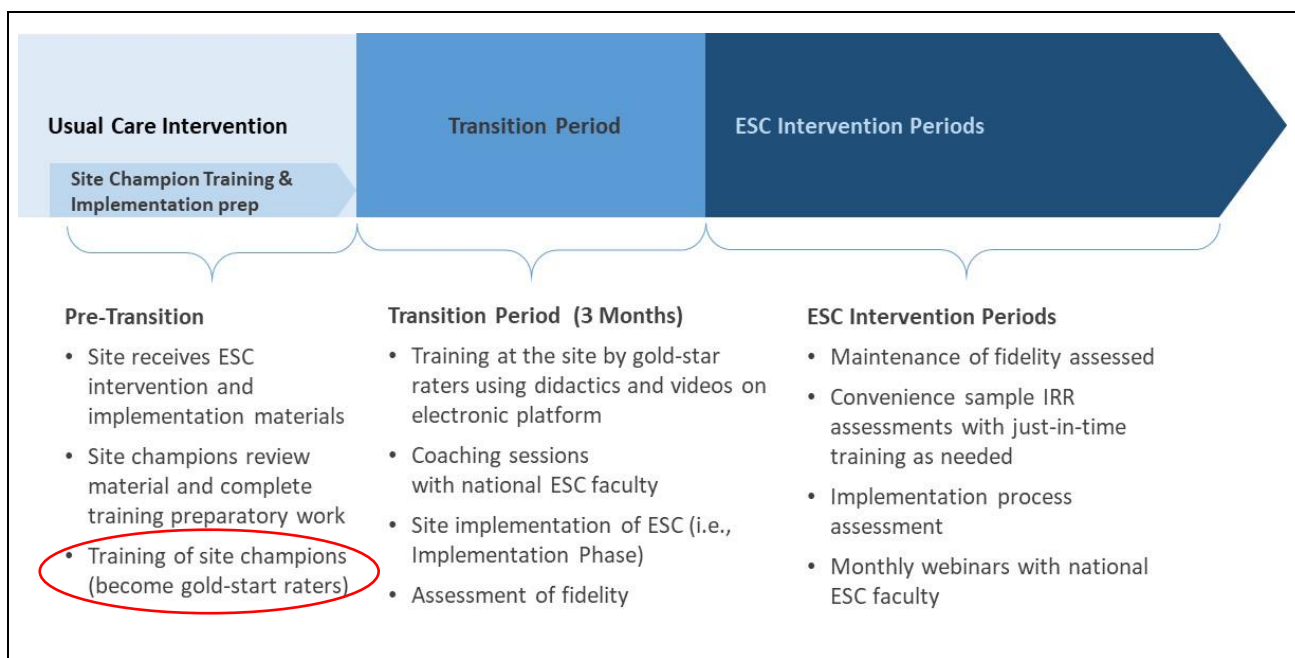 Usual Care Intervention
Transition Period
ESC Intervention Periods
Site Champion Training &
Implementation prep
Pre-Transition
• Site receives ESC
intervention and
implementation materials
• Site champions review
material and complete
training preparatory work
• Training of site champions
(become gold-start raters)
Transition Period (3 Months)
• Training at the site by gold-star
raters using didactics and videos on
electronic platform
• Coaching sessions
with national ESC faculty
• Site implementation of ESC (i.e.,
Implementation Phase)
• Assessment of fidelity
ESC Intervention Periods
• Maintenance of fidelity assessed
• Convenience sample IRR
assessments with just-in-time
training as needed
• Implementation process
assessment
• Monthly webinars with national
ESC faculty